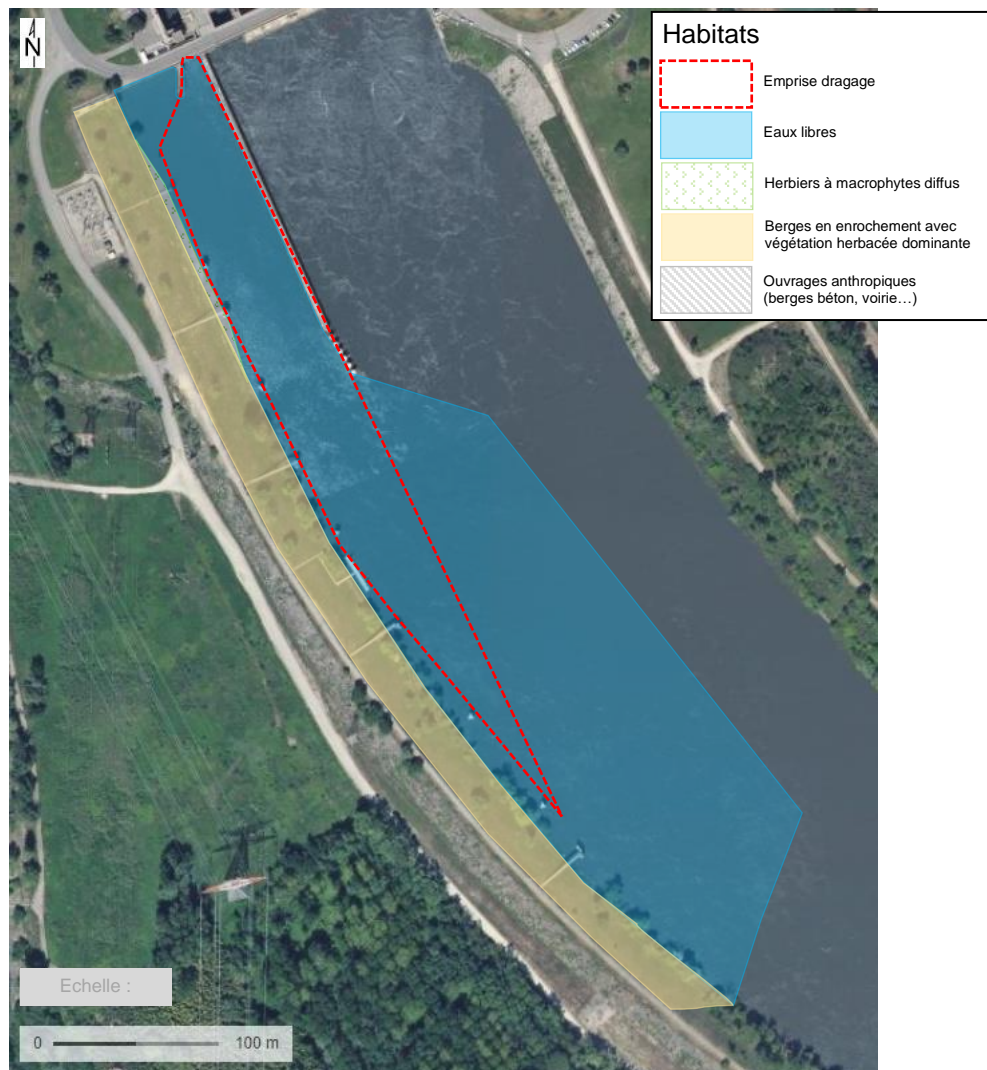 N
Habitats
Emprise dragage
Eaux libres
Herbiers à macrophytes diffus
Berges en enrochement avec
végétation herbacée dominante
Ouvrages anthropiques
(berges béton, voirie…)
Echelle :
0 100 m